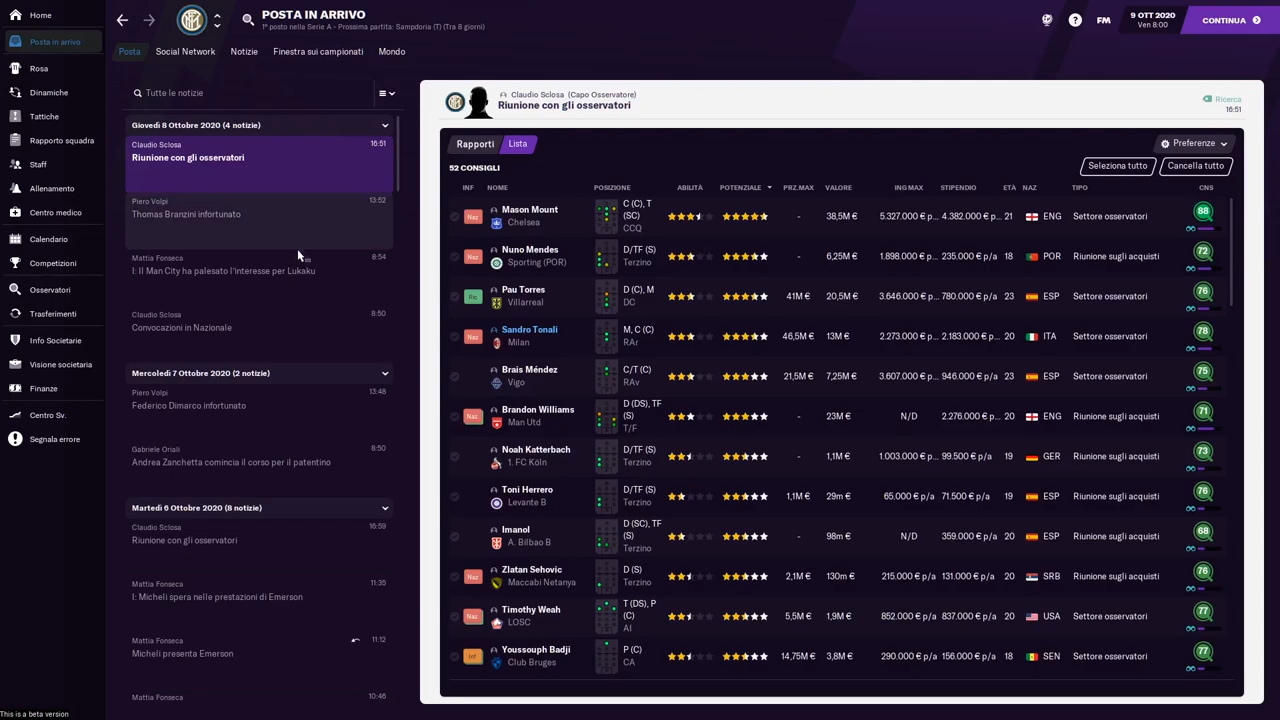 Home
POSTA IN ARRIVO
1° posto nella Serie A - Prossima partita: Sampdoria (T) (Tra 8 giorni)
FM
9 OTT 2020
Ven 8:00
CONTINUA
Posta in arrivo
Rosa
Dinamiche
Tattiche
Rapporto squadra
Staff
Allenamento
Centro medico
Calendario
Competizioni
Osservatori
Trasferimenti
Info Societarie
Visione societaria
Finanze
Centro Sv.
Segnala errore
This is a beta version
Posta Social Network Notizie Finestra sui campionati Mondo
Tutte le notizie
Giovedì 8 Ottobre 2020 (4 notizie)
Claudio Sclosa 16:51
Riunione con gli osservatori
Piero Volpi 13:52
Thomas Branzini infortunato
Mattia Fonseca 8:54
I: Il Man City ha palesato l'interesse per Lukaku
Claudio Sclosa 8:50
Convocazioni in Nazionale
Mercoledì 7 Ottobre 2020 (2 notizie)
Piero Volpi 13:48
Federico Dimarco infortunato
Gabriele Oriali 8:50
Andrea Zanchetta comincia il corso per il patentino
Martedì 6 Ottobre 2020 (8 notizie)
Claudio Sclosa 16:59
Riunione con gli osservatori
Mattia Fonseca 11:35
I: Micheli spera nelle prestazioni di Emerson
Mattia Fonseca 11:12
Micheli presenta Emerson
Mattia Fonseca 10:46
Claudio Sclosa (Capo Osservatore)
Riunione con gli osservatori
Ricerca
16:51
Rapporti Lista
Preferenze
52 CONSIGLI
Seleziona tutto Cancella tutto
INF NOME POSIZIONE ABILITÀ POTENZIALE PRZ.MAX VALORE ING MAX STIPENDIO ETÀ NAZ TIPO CNS
Naz Mason Mount Chelsea C (C), T (SC) CCQ - 38,5M € 5.327.000 € p... 4.382.000 € p... 21 ENG Settore osservatori 88
Naz Nuno Mendes Sporting (POR) D/TF (S) Terzino - 6,25M € 1.898.000 € p... 235.000 € p/a 18 POR Riunione sugli acquisti 72
Ric Pau Torres Villarreal D (C), M DC 41M € 20,5M € 3.646.000 € p... 780.000 € p/a 23 ESP Settore osservatori 76
Naz Sandro Tonali Milan M, C (C) RAr 46,5M € 13M € 2.273.000 € p... 2.183.000 € p... 20 ITA Settore osservatori 78
Brais Méndez Vigo C/T (C) RAv 21,5M € 7,25M € 3.607.000 € p... 946.000 € p/a 23 ESP Settore osservatori 75
Naz Brandon Williams Man Utd D (DS), TF (S) T/F - 23M € N/D 2.276.000 € p... 20 ENG Riunione sugli acquisti 71
Noah Katterbach 1. FC Köln D/TF (S) Terzino - 1,1M € 1.003.000 € p... 99.500 € p/a 19 GER Riunione sugli acquisti 73
Toni Herrero Levante B D/TF (S) Terzino 1,1M € 29m € 65.000 € p/a 71.500 € p/a 19 ESP Riunione sugli acquisti 76
Imanol A. Bilbao B D (SC), TF (S) Terzino - 98m € N/D 359.000 € p/a 20 ESP Riunione sugli acquisti 68
Naz Zlatan Sehovic Maccabi Netanya D (S) Terzino 2,1M € 130m € 215.000 € p/a 131.000 € p/a 20 SRB Riunione sugli acquisti 76
Naz Timothy Weah LOSC T (DS), P (C) Al 5,5M € 1,9M € 852.000 € p/a 837.000 € p/a 20 USA Settore osservatori 77
Inf Youssouph Badji Club Bruges P (C) CA 14,75M € 3,8M € 290.000 € p/a 156.000 € p/a 18 SEN Settore osservatori 77